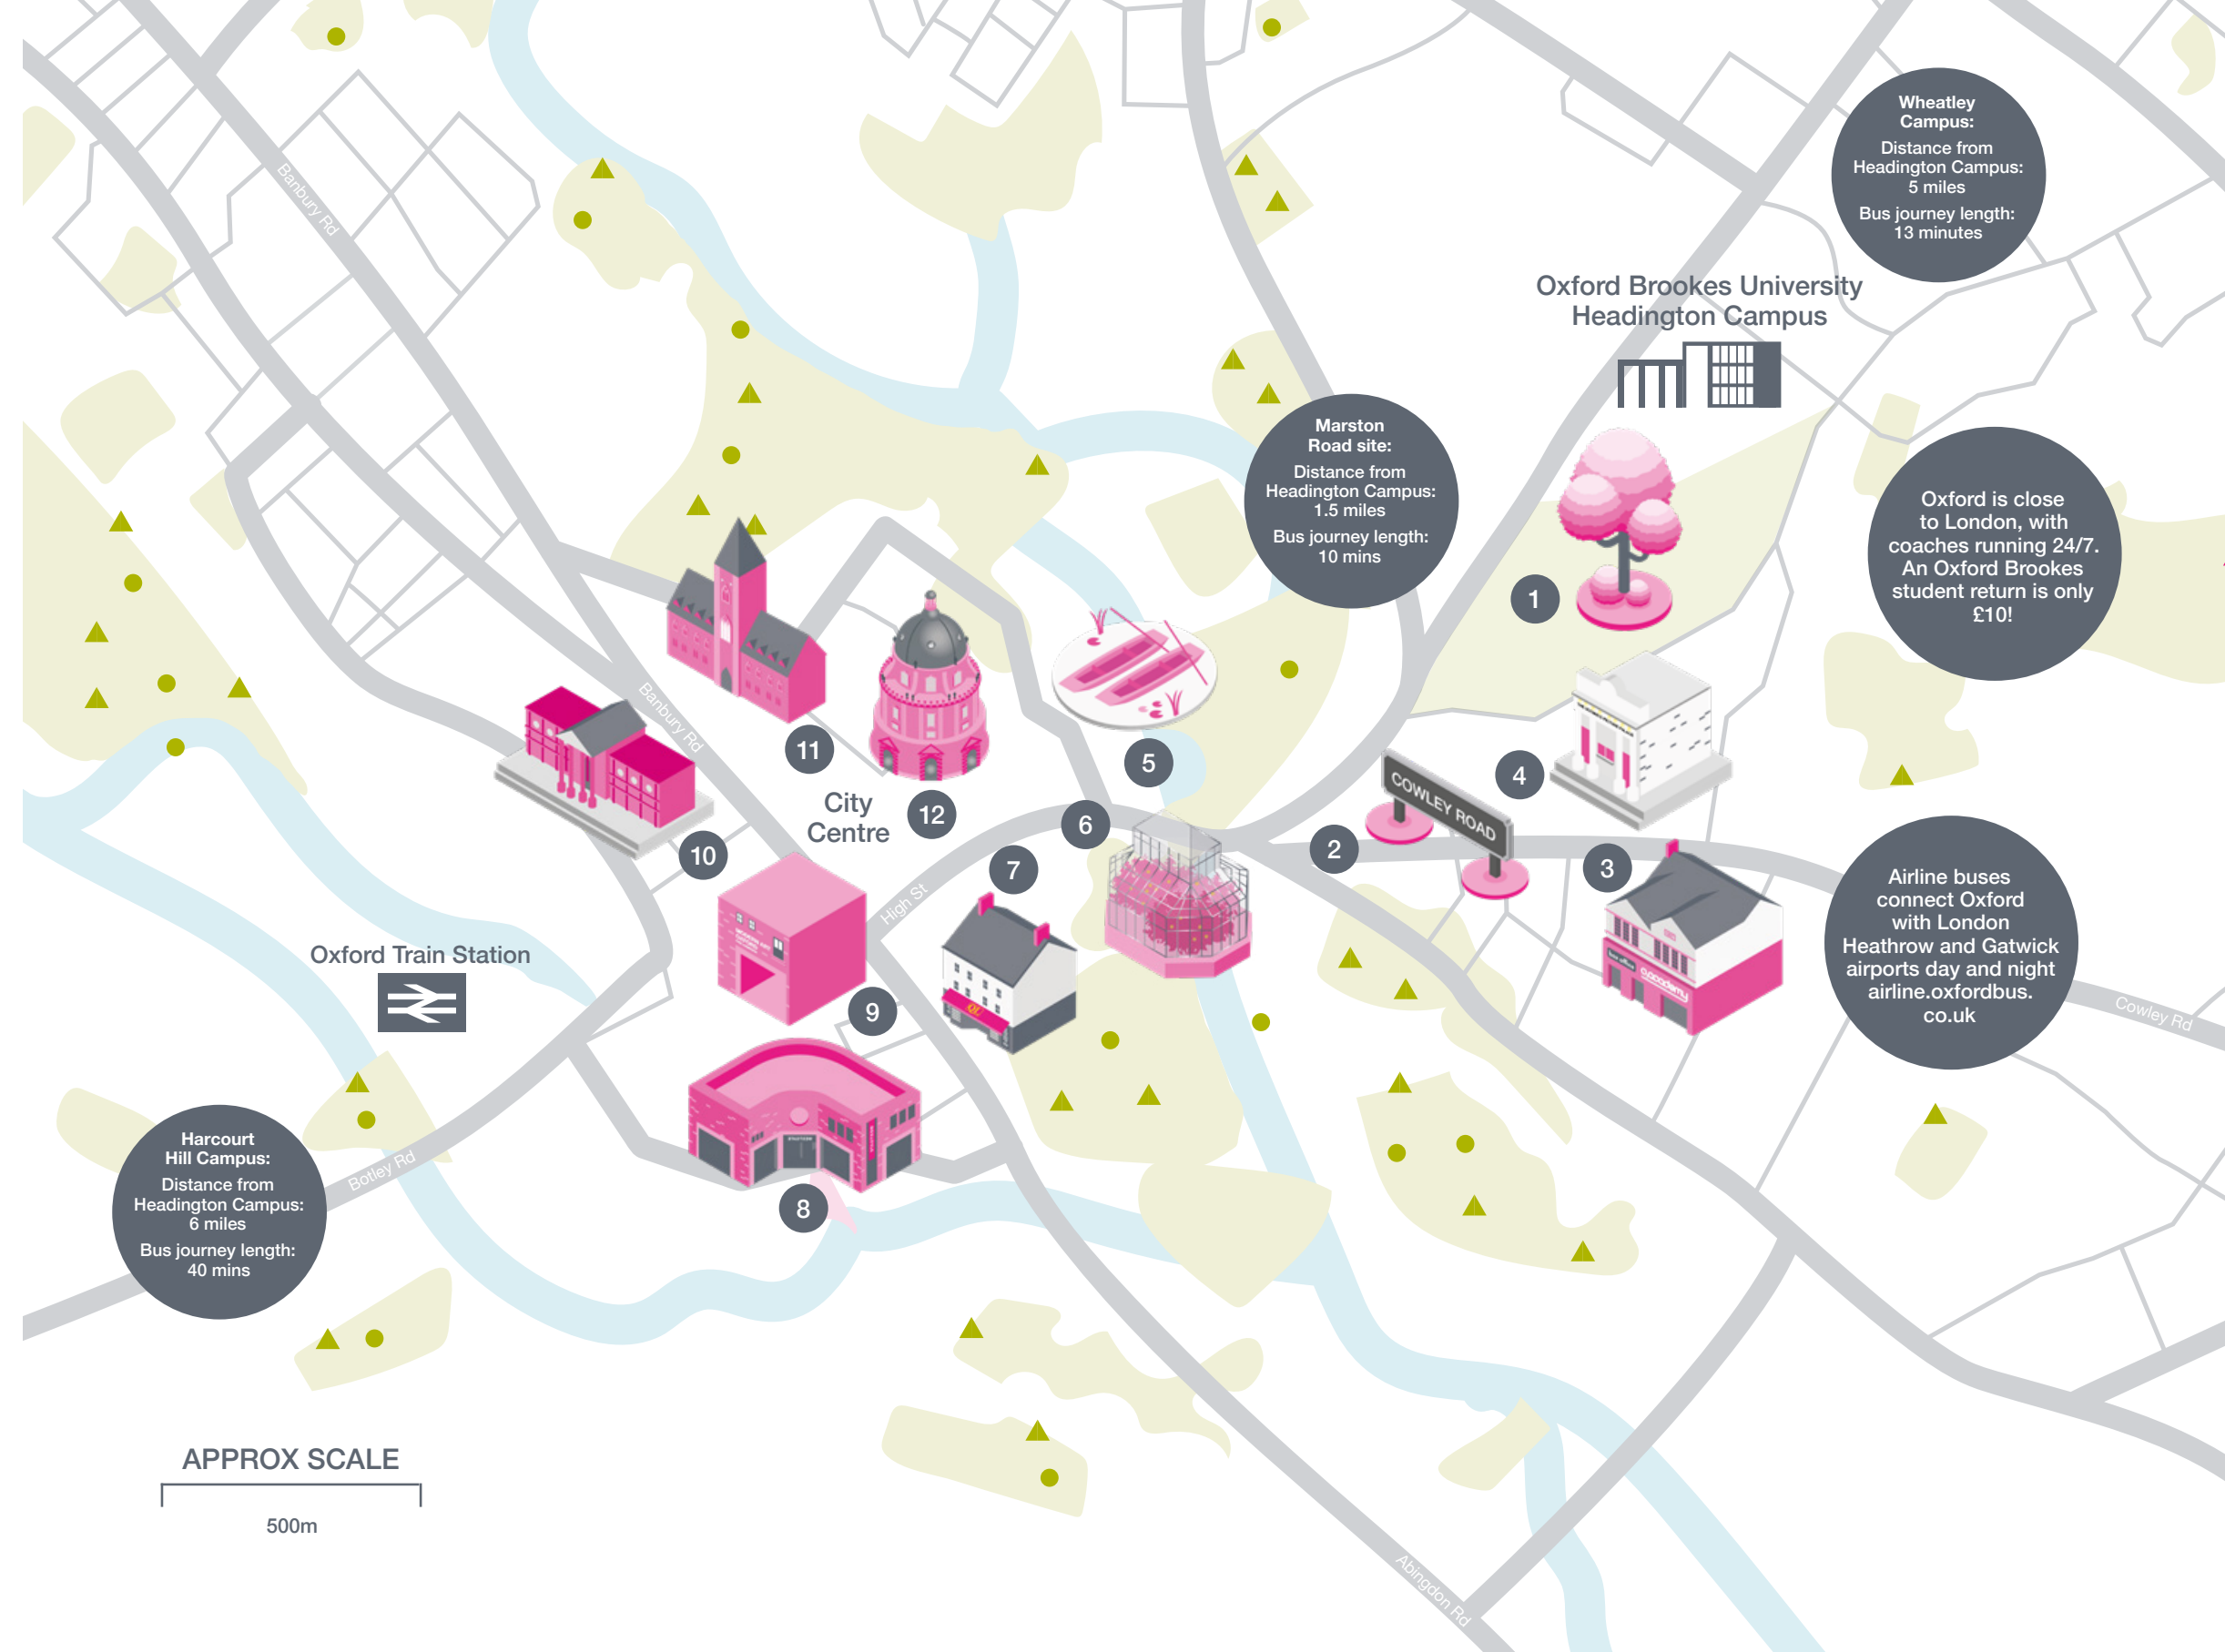 Wheatley
Campus:
Distance from
Headington Campus:
5 miles
Bus journey length:
13 minutes
Banbury Rd
Oxford Brookes University
Headington Campus
Marston
Road site:
Distance from
Headington Campus:
1.5 miles
Bus journey length:
10 mins
Oxford is close
to London, with
coaches running 24/7.
An Oxford Brookes
student return is only
£10!
1
Banbury Rd
11
5
4
COWLEY ROAD
City
Centre
12
6
2
10
7
3
High St
Airline buses
connect Oxford
with London
Heathrow and Gatwick
airports day and night
airline.oxfordbus.
co.uk
Oxford Train Station
9
Cowley Rd
Harcourt
Hill Campus:
Distance from
Headington Campus:
6 miles
Bus journey length:
40 mins
Botley Rd
8
APPROX SCALE
500m
Abingdon Rd